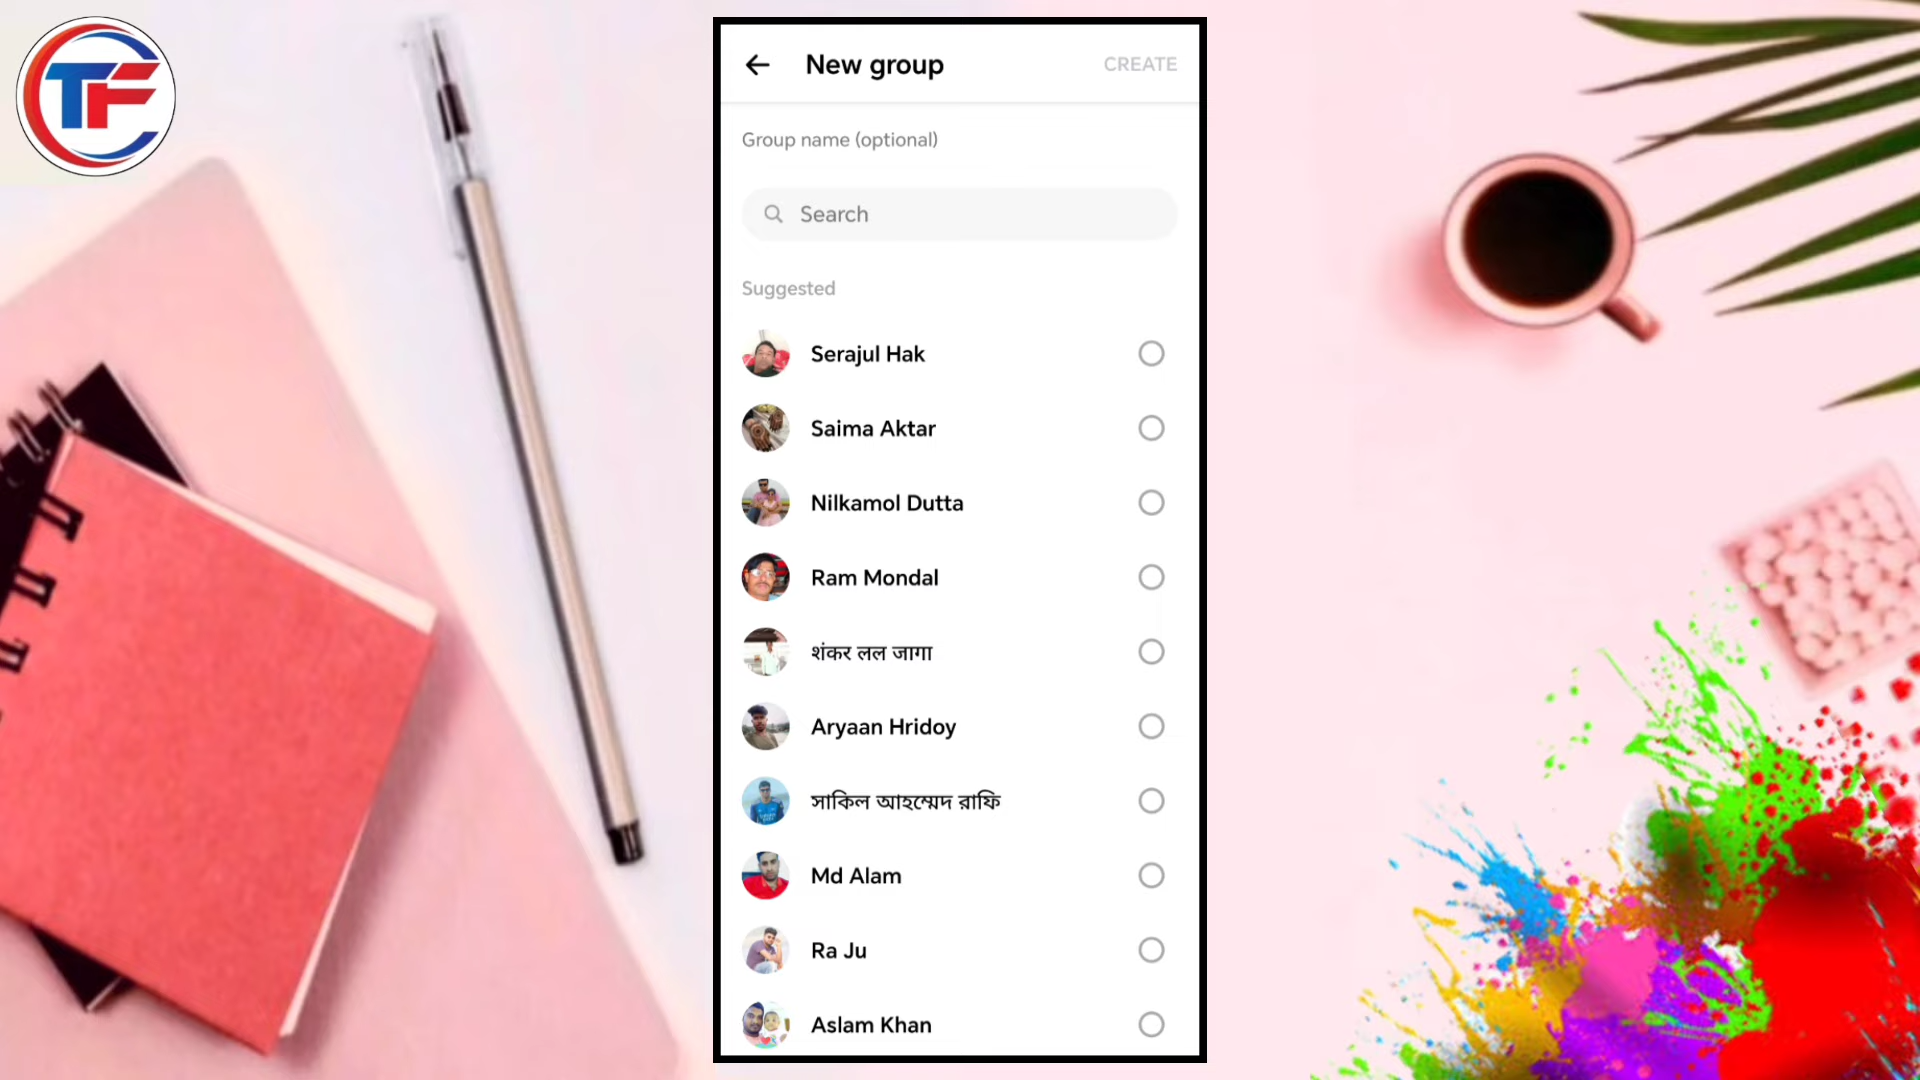 TF
New group
CREATE
Group name (optional)
Search
Suggested
Serajul Hak
Saima Aktar
Nilkamol Dutta
Ram Mondal
शंकर लल जागा
Aryaan Hridoy
সাকিল আহম্মেদ রাফি
Md Alam
Ra Ju
Aslam Khan